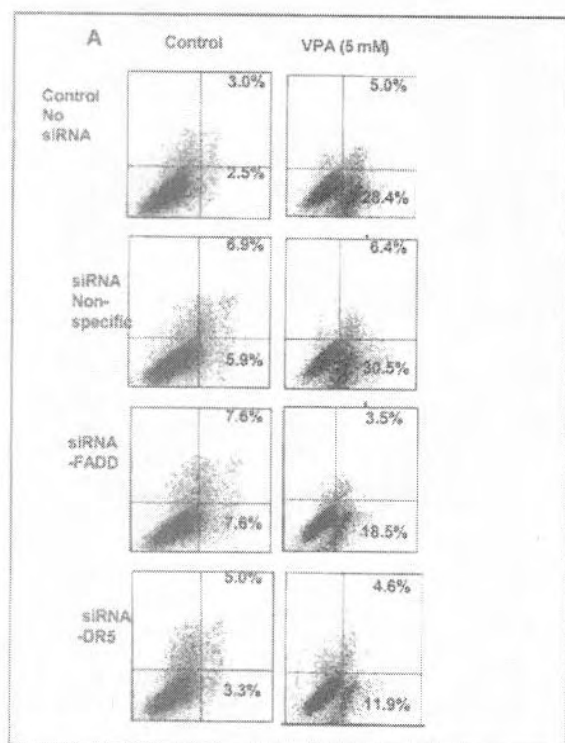 A
Control
VPA (5 mM)
Control
No
siRNA
3.0%
2.5%
5.0%
28.4%
siRNA
Non-
specific
6.9%
5.9%
6.4%
30.5%
siRNA
-FADD
7.6%
7.6%
3.5%
18.5%
siRNA
-DR5
5.0%
3.3%
4.6%
11.9%